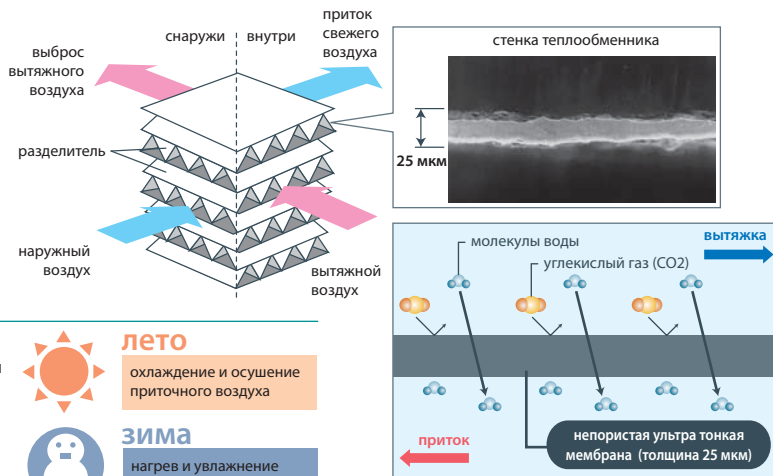 снаружи
внутри
приток
свежего
воздуха
выброс
вытяжного
воздуха
разделитель
наружный
воздух
вытяжной
воздух
стенка теплообменника
25 мкм
молекулы воды
вытяжка
углекислый газ (CO2)
приток
непористая ультра тонкая
мембрана (толщина 25 мкм)
лето
охлаждение и осушение
приточного воздуха
зима
нагрев и увлажнение